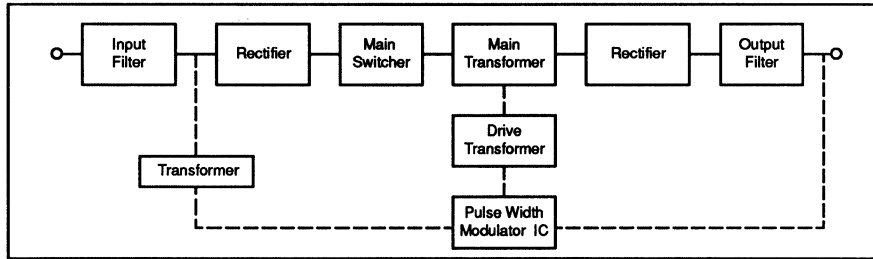 Input
Filter
Rectifier
Main
Switcher
Main
Transformer
Rectifier
Output
Filter
Transformer
Drive
Transformer
Pulse Width
Modulator IC